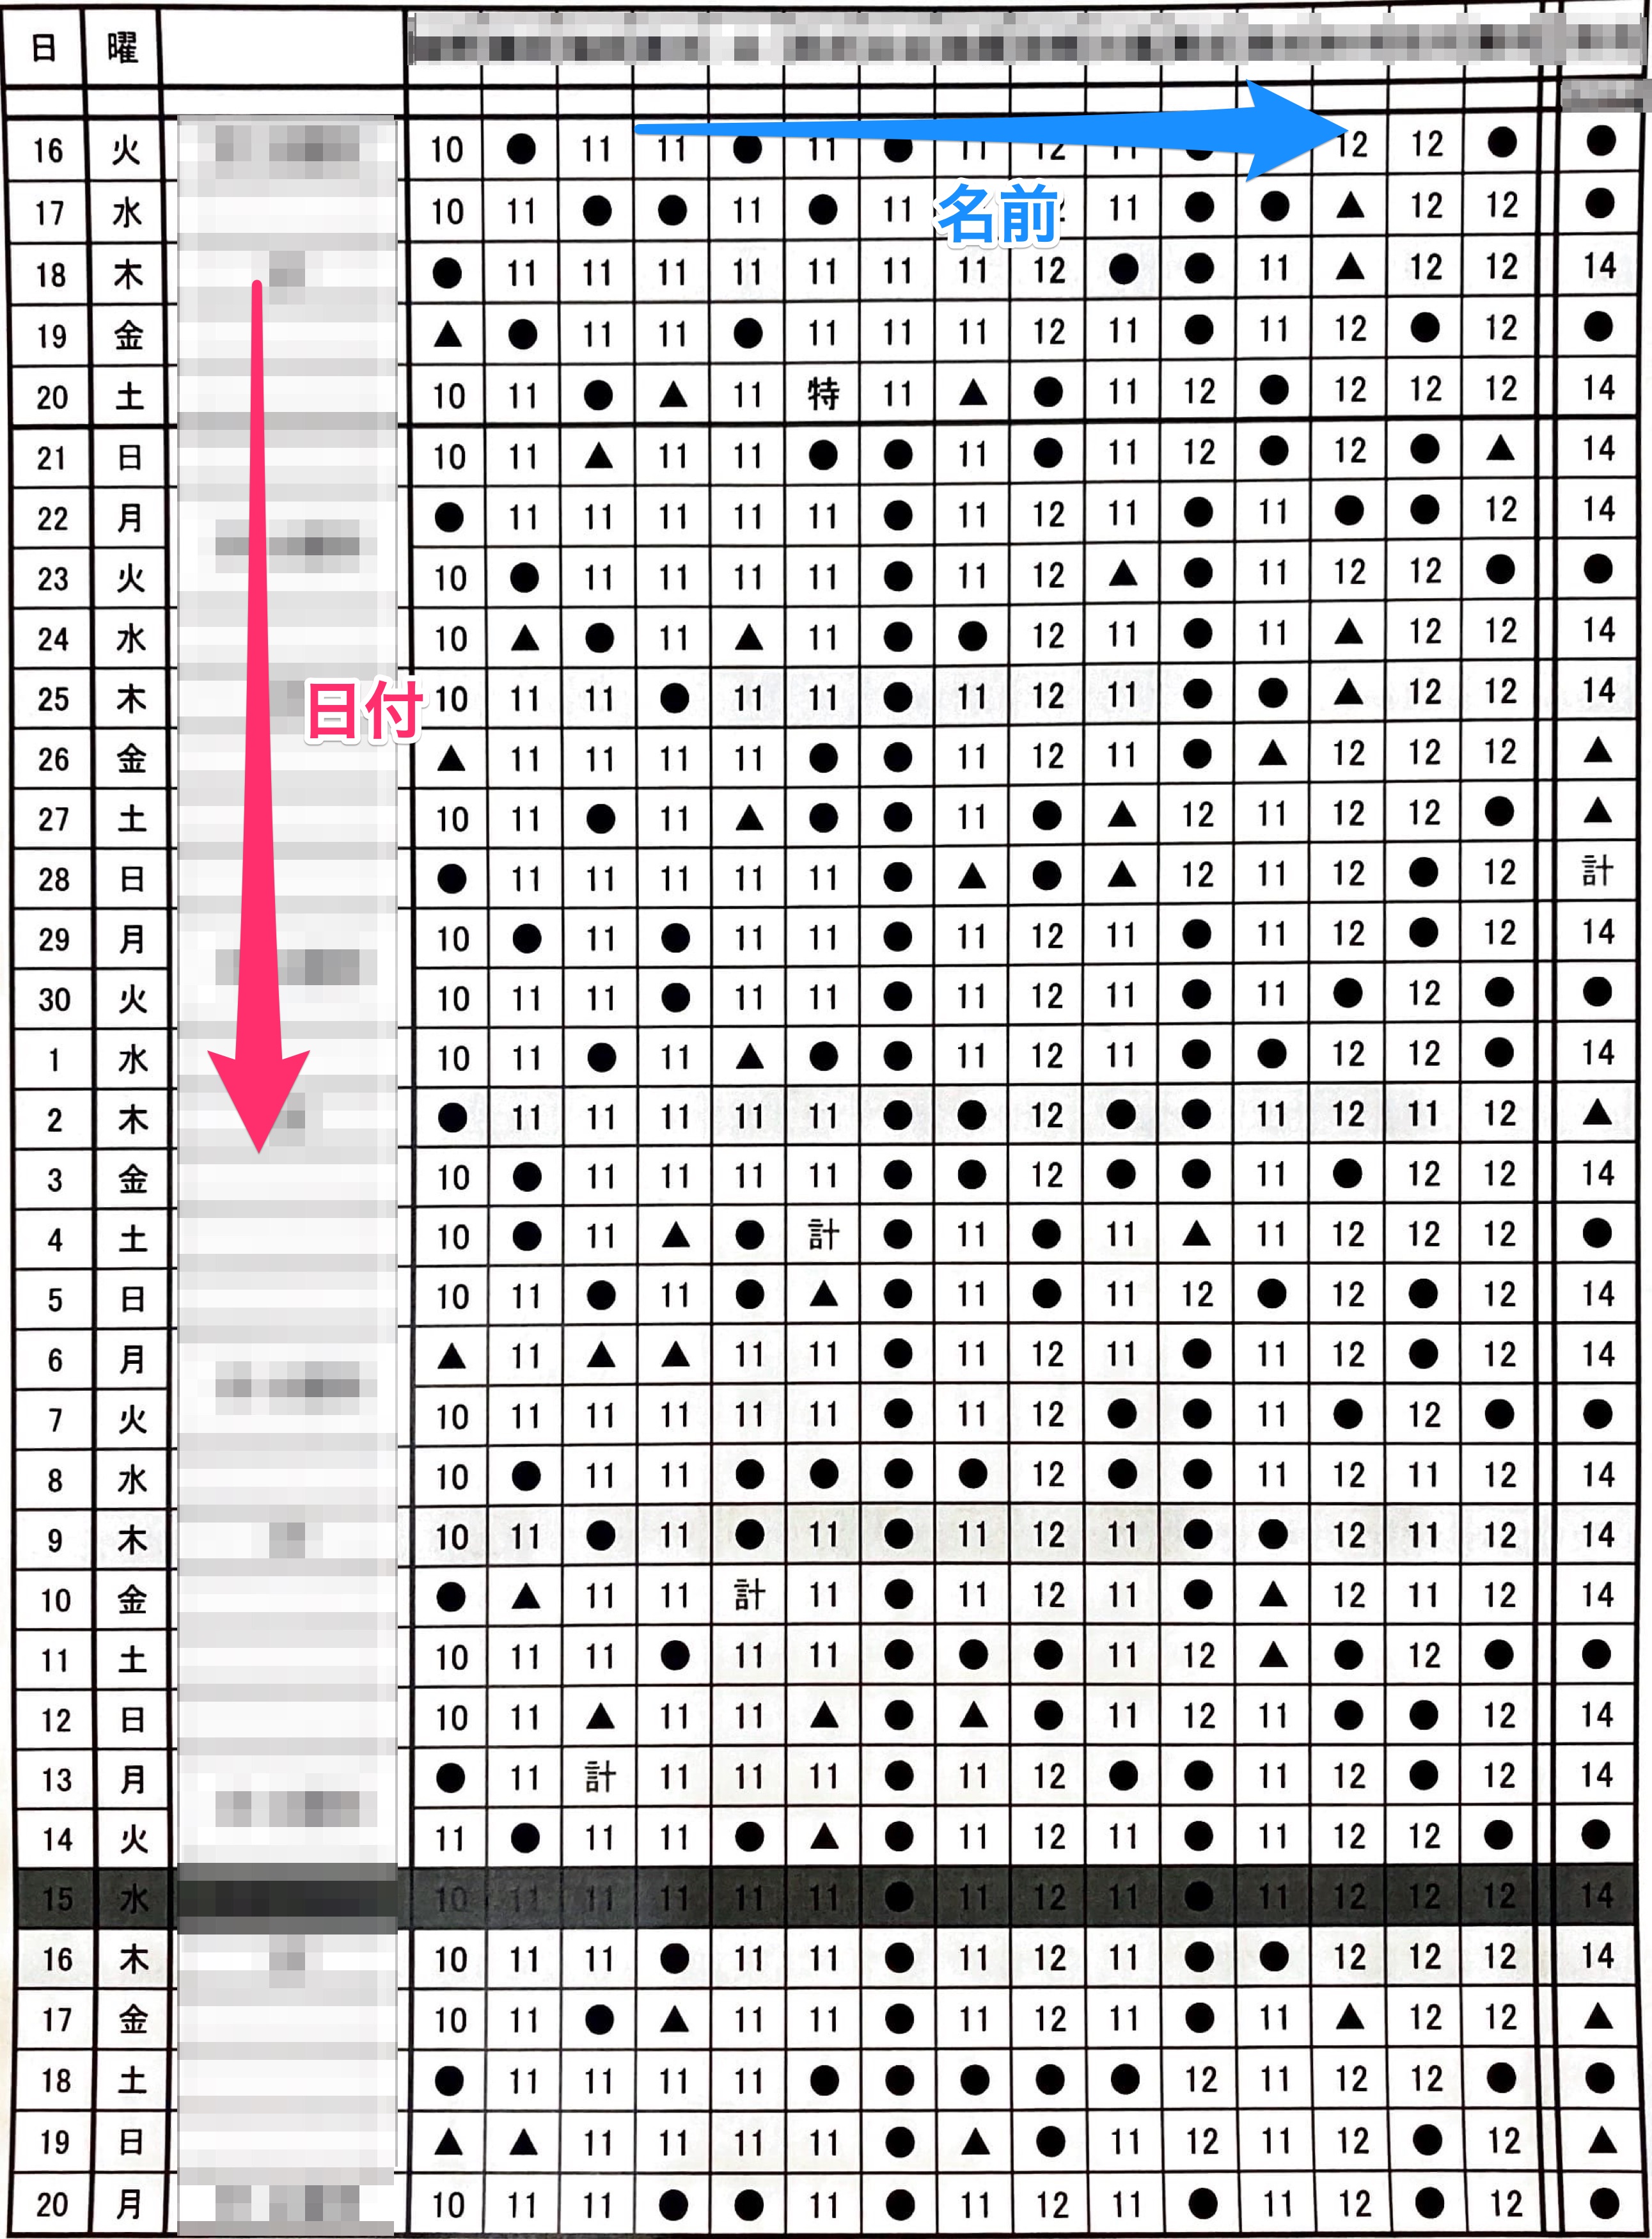 日 曜
16 火 10 ● 11 11 ● 11 ● 11 12 11 ● 12 12 ● ●
17 水 10 11 ● ● 11 ● 11 11 ● ● ▲ 12 12 ●
名前
18 木 ● 11 11 11 11 11 11 11 12 ● ● 11 ▲ 12 12 14
19 金 ▲ ● 11 11 ● 11 11 11 12 11 ● 11 12 ● 12 ●
20 土 10 11 ● ▲ 11 特 11 ▲ ● 11 12 ● 12 12 12 14
21 日 10 11 ▲ 11 11 ● ● 11 ● 11 12 ● 12 ● ▲ 14
22 月 ● 11 11 11 11 11 ● 11 12 11 ● 11 ● ● 12 14
23 火 10 ● 11 11 11 11 ● 11 12 ▲ ● 11 12 12 ● ●
24 水 10 ▲ ● 11 ▲ 11 ● ● 12 11 ● 11 ▲ 12 12 14
25 木 10 11 11 ● 11 11 ● 11 12 11 ● ● ▲ 12 12 14
日付
26 金 ▲ 11 11 11 11 ● ● 11 12 11 ● ▲ 12 12 12 ▲
27 土 10 11 ● 11 ▲ ● ● 11 ● ▲ 12 11 12 12 ● ▲
28 日 ● 11 11 11 11 11 ● ▲ ● ▲ 12 11 12 ● 12 計
29 月 10 ● 11 ● 11 11 ● 11 12 11 ● 11 12 ● 12 14
30 火 10 11 11 ● 11 11 ● 11 12 11 ● 11 ● 12 ● ●
1 水 10 11 ● 11 ▲ ● ● 11 12 11 ● ● 12 12 ● 14
2 木 ● 11 11 11 11 11 ● ● 12 ● ● 11 12 11 12 ▲
3 金 10 ● 11 11 11 11 ● ● 12 ● ● 11 ● 12 12 14
4 土 10 ● 11 ▲ ● 計 ● 11 ● 11 ▲ 11 12 12 12 ●
5 日 10 11 ● 11 ● ▲ ● 11 ● 11 12 ● 12 ● 12 14
6 月 ▲ 11 ▲ ▲ 11 11 ● 11 12 11 ● 11 12 ● 12 14
7 火 10 11 11 11 11 11 ● 11 12 ● ● 11 ● 12 ● ●
8 水 10 ● 11 11 ● ● ● ● 12 ● ● 11 12 11 12 14
9 木 10 11 ● 11 ● 11 ● 11 12 11 ● ● 12 11 12 14
10 金 ● ▲ 11 11 計 11 ● 11 12 11 ● ▲ 12 11 12 14
11 土 10 11 11 ● 11 11 ● ● ● 11 12 ▲ ● 12 ● ●
12 日 10 11 ▲ 11 11 ▲ ● ▲ ● 11 12 11 ● ● 12 14
13 月 ● 11 計 11 11 11 ● 11 12 ● ● 11 12 ● 12 14
14 火 11 ● 11 11 ● ▲ ● 11 12 11 ● 11 12 12 ● ●
15 水 10 11 11 11 11 11 ● 11 12 11 ● 11 12 12 12 14
16 木 10 11 11 ● 11 11 ● 11 12 11 ● ● 12 12 12 14
17 金 10 11 ● ▲ 11 11 ● 11 12 11 ● 11 ▲ 12 12 ▲
18 土 ● 11 11 11 11 ● ● ● ● ● 12 11 12 12 ● ●
19 日 ▲ ▲ 11 11 11 11 ● ▲ ● 11 12 11 12 ● 12 ▲
20 月 10 11 11 ● ● 11 ● 11 12 11 ● 11 12 ● 12 ●